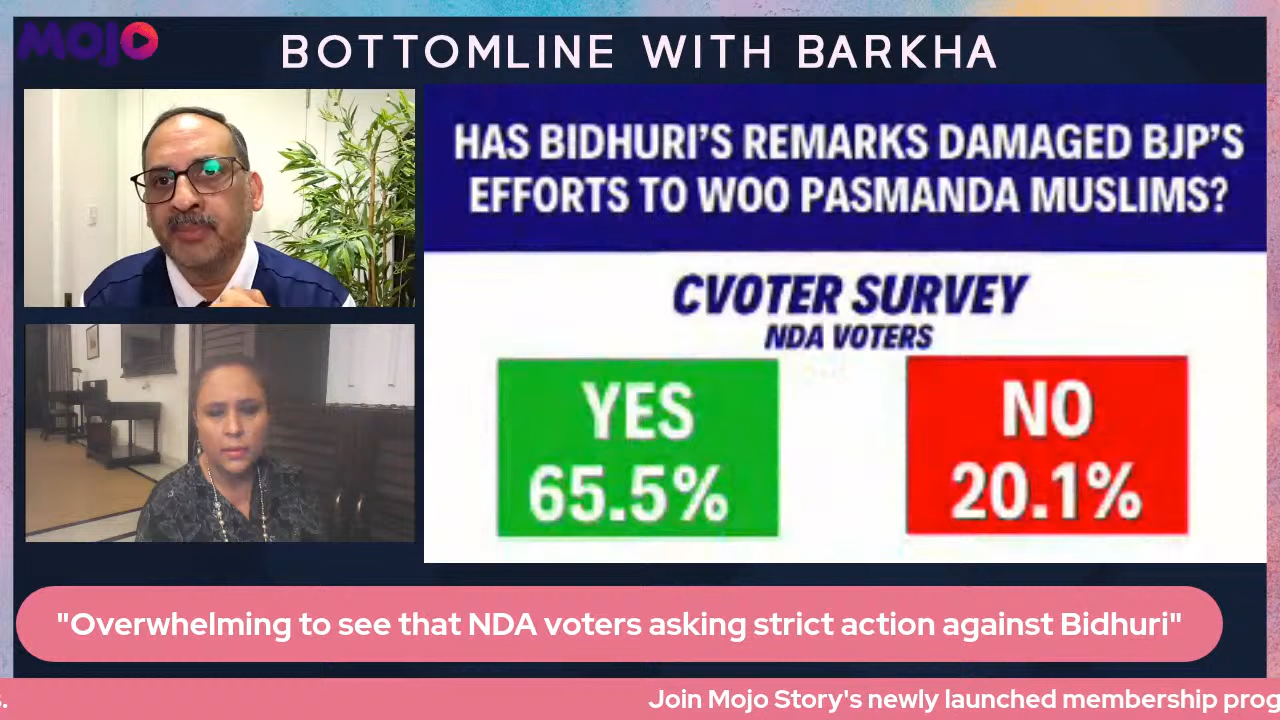 MOJO
BOTTOMLINE WITH BARKHA
HAS BIDHURI'S REMARKS DAMAGED BJP'S
EFFORTS TO WOO PASMANDA MUSLIMS?
CVOTER SURVEY
NDA VOTERS
YES
65.5%
NO
20.1%
"Overwhelming to see that NDA voters asking strict action against Bidhuri"
s. Join Mojo Story's newly launched membership prog